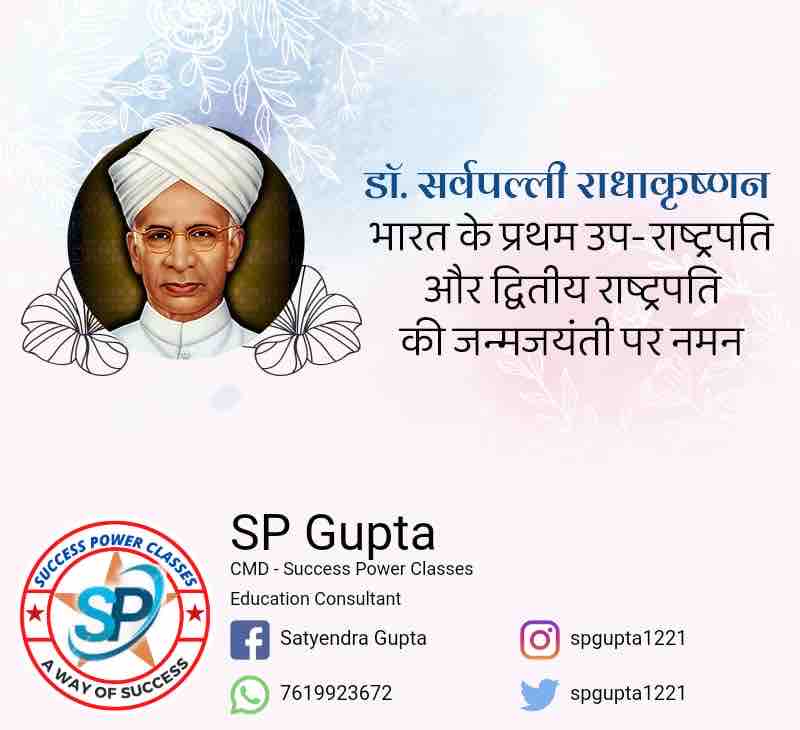 डॉ. सर्वपल्ली राधाकृष्णन
भारत के प्रथम उप-राष्ट्रपति
और द्वितीय राष्ट्रपति
की जन्मजयंती पर नमन
SUCCESS POWER CLASSES
SP
A WAY OF SUCCESS
SP Gupta
CMD - Success Power Classes
Education Consultant
Satyendra Gupta
spgupta1221
7619923672
spgupta1221